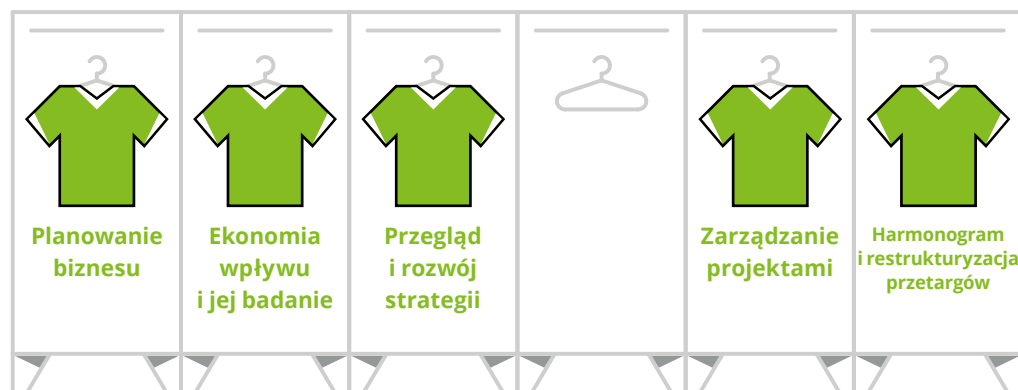 Planowanie
biznesu
Ekonomia
wpływu
i jej badanie
Przegląd
i rozwój
strategii
Zarządzanie
projektami
Harmonogram
i restrukturyzacja
przetargów